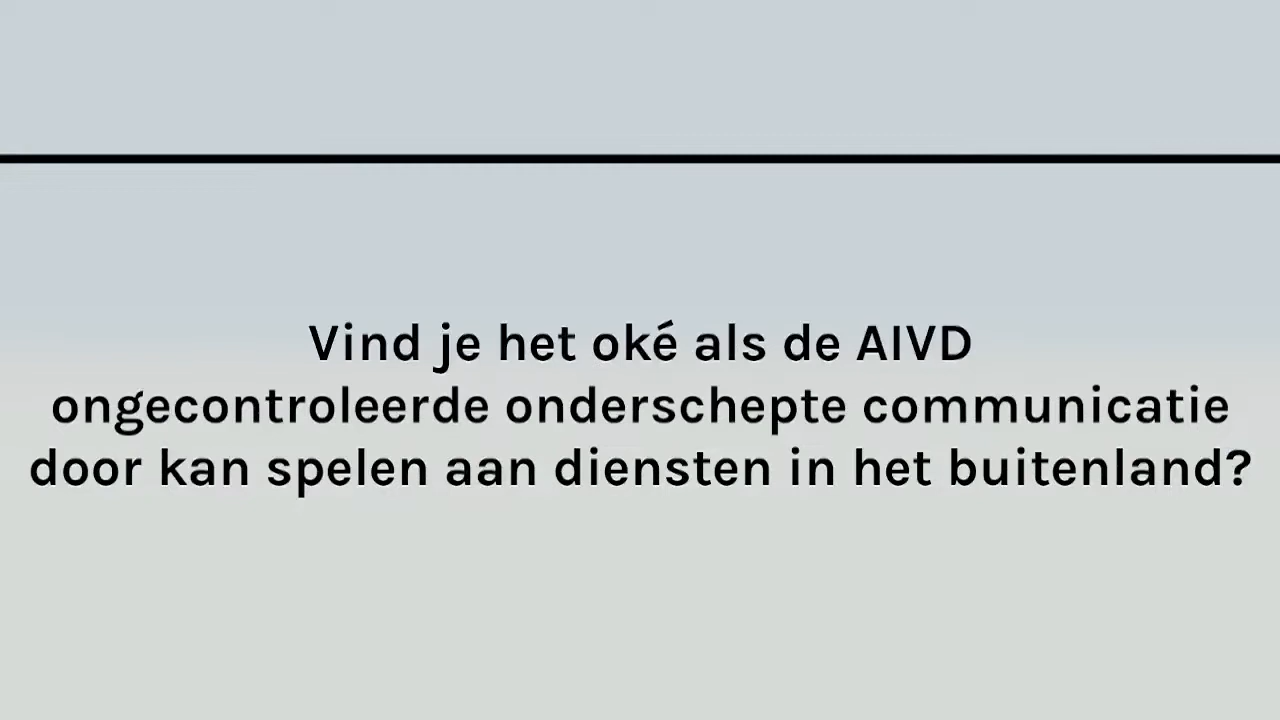 Vind je het oké als de AIVD
ongecontroleerde onderschepte communicatie
door kan spelen aan diensten in het buitenland?